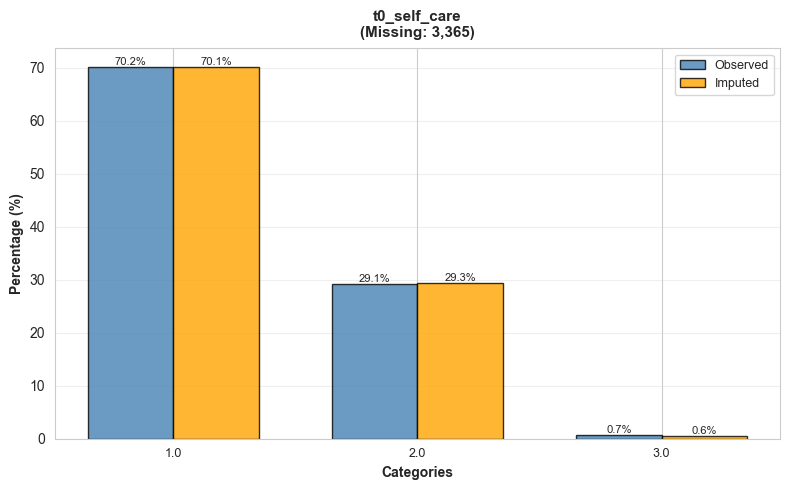 t0_self_care
(Missing: 3,365)
Observed
Imputed
Percentage (%)
70
60
50
40
30
20
10
0
70.2%
70.1%
29.1%
29.3%
0.7%
0.6%
1.0
2.0
3.0
Categories